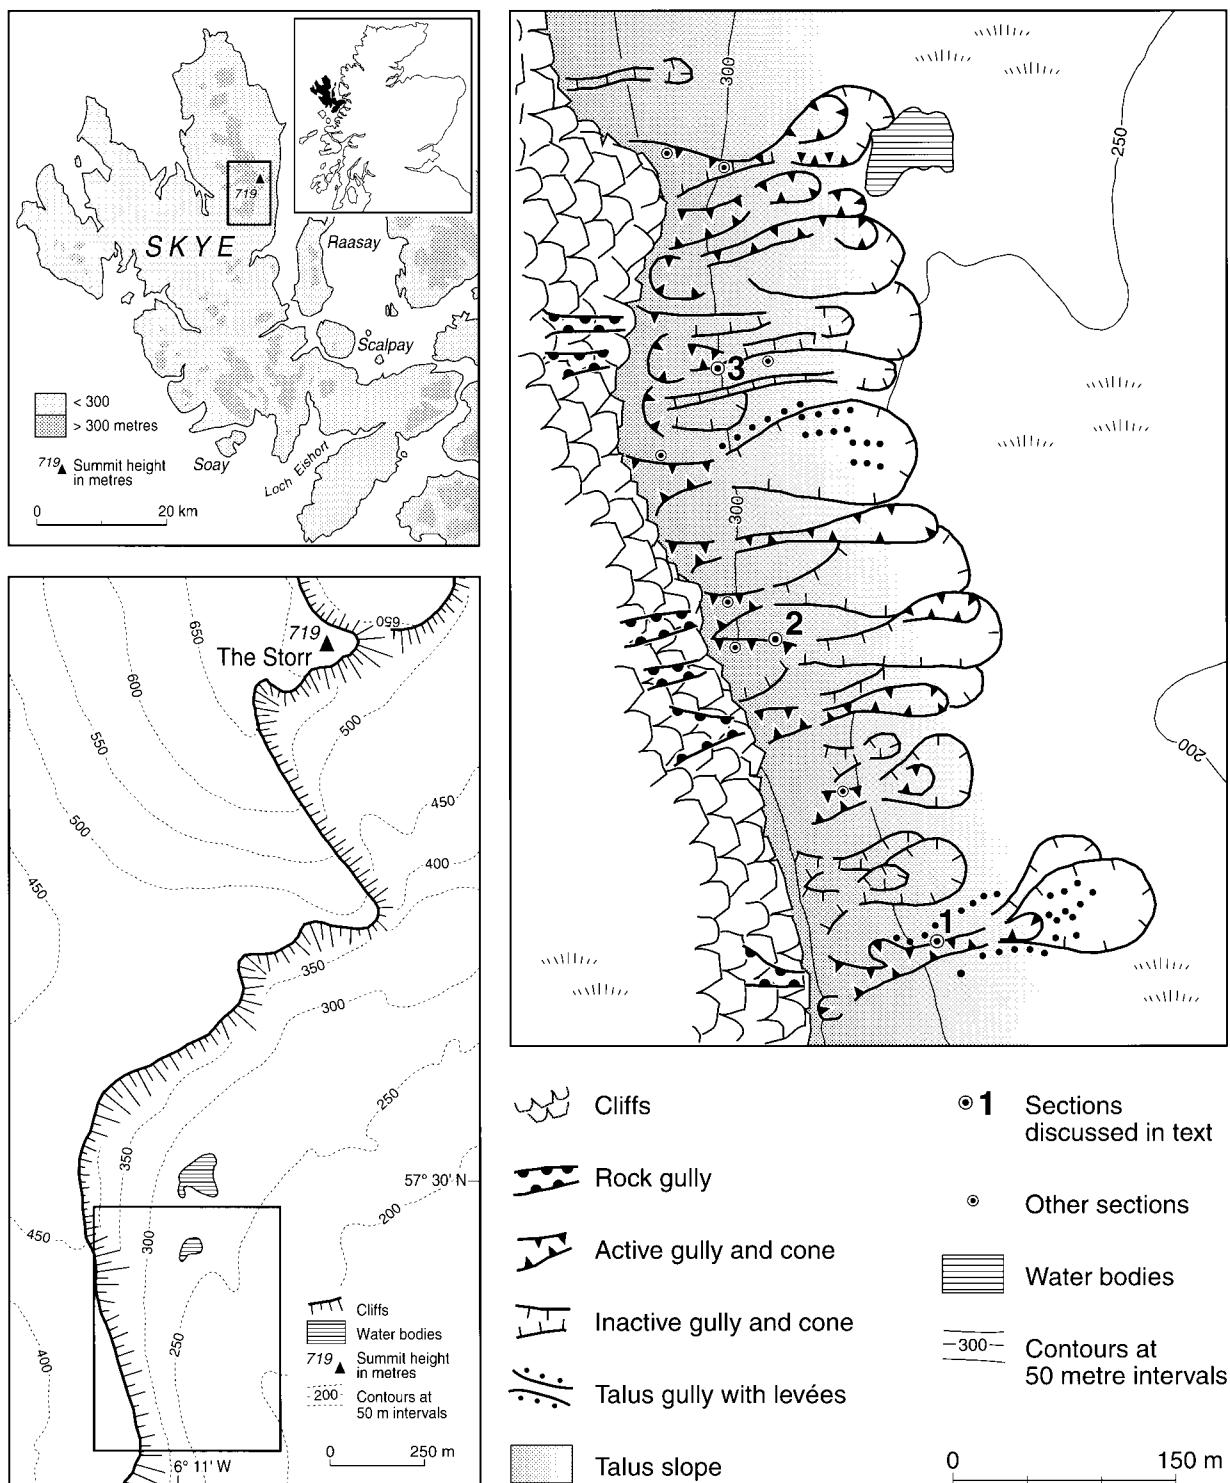 719
SKYE
Raasay
Scalpay
Soay
Loch Eishort
< 300
> 300 metres
719 Summit height
in metres
0 20 km
719
The Storr
650
650
600
550
500
500
450
450
400
350
300
250
350
300
250
200
450
400
57° 30' N
6° 11' W
Cliffs
Water bodies
719 Summit height
in metres
200 Contours at
50 m intervals
0 250 m
300
250
3
300
2
200
1
Cliffs
Rock gully
Active gully and cone
Inactive gully and cone
Talus gully with levées
Talus slope
1 Sections
discussed in text
Other sections
Water bodies
300 Contours at
50 metre intervals
0 150 m